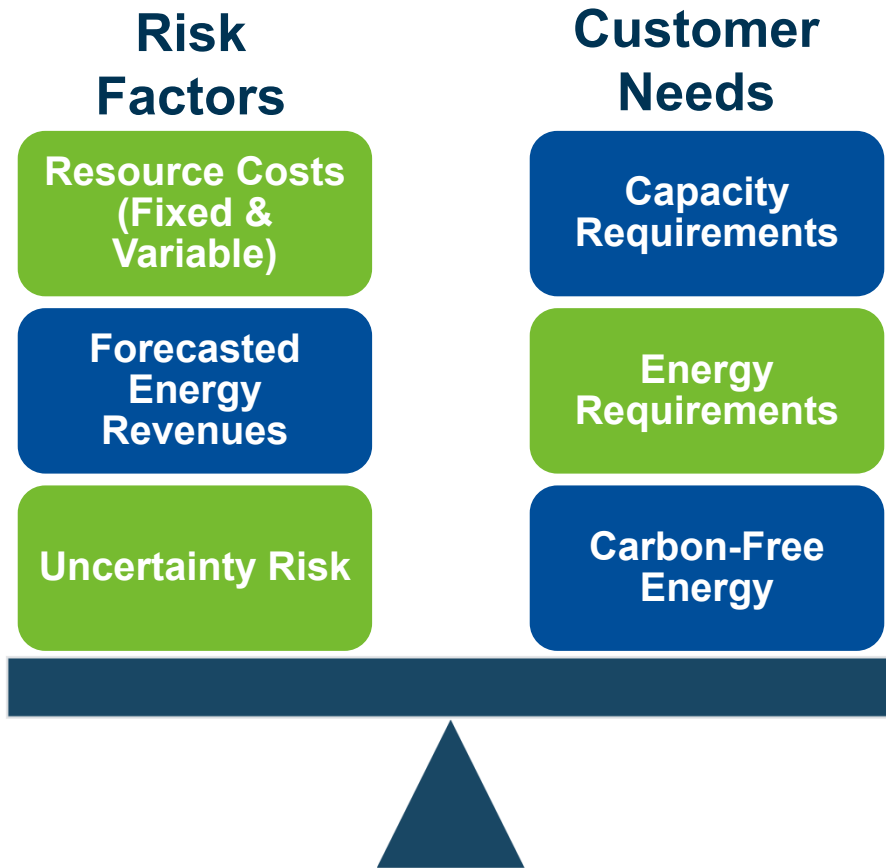 Risk
Factors
Resource Costs
(Fixed &
Variable)
Forecasted
Energy
Revenues
Uncertainty Risk
Customer
Needs
Capacity
Requirements
Energy
Requirements
Carbon-Free
Energy